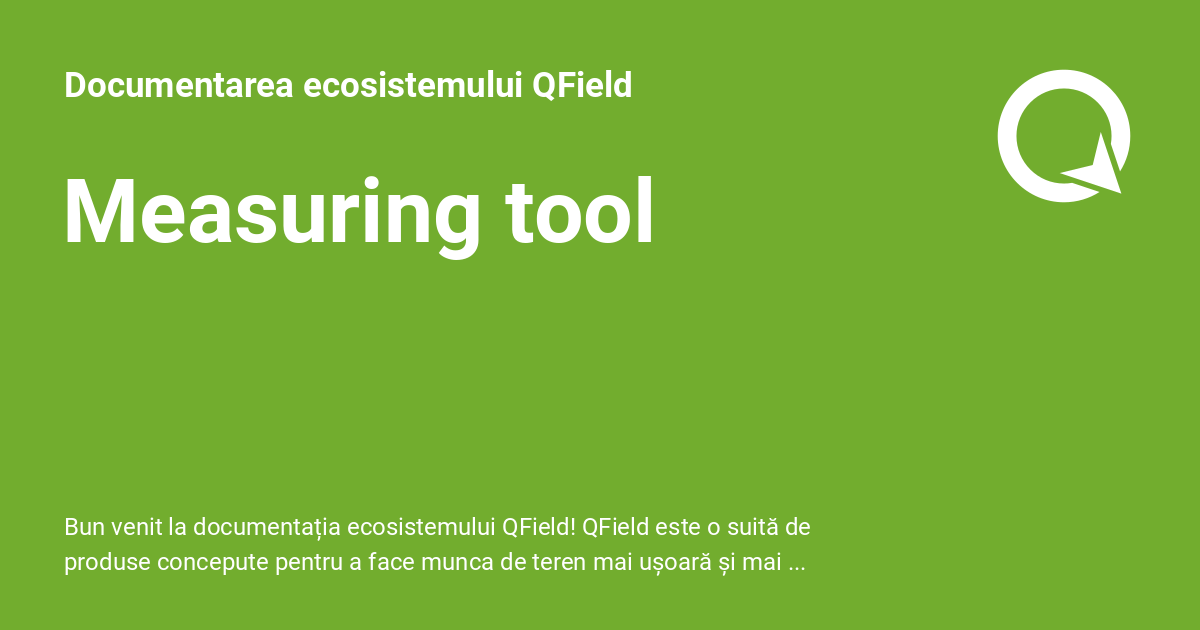 Documentarea ecosistemului QField
Measuring tool
Bun venit la documentația ecosistemului QField! QField este o suită de
produse concepute pentru a face munca de teren mai ușoară și mai ...